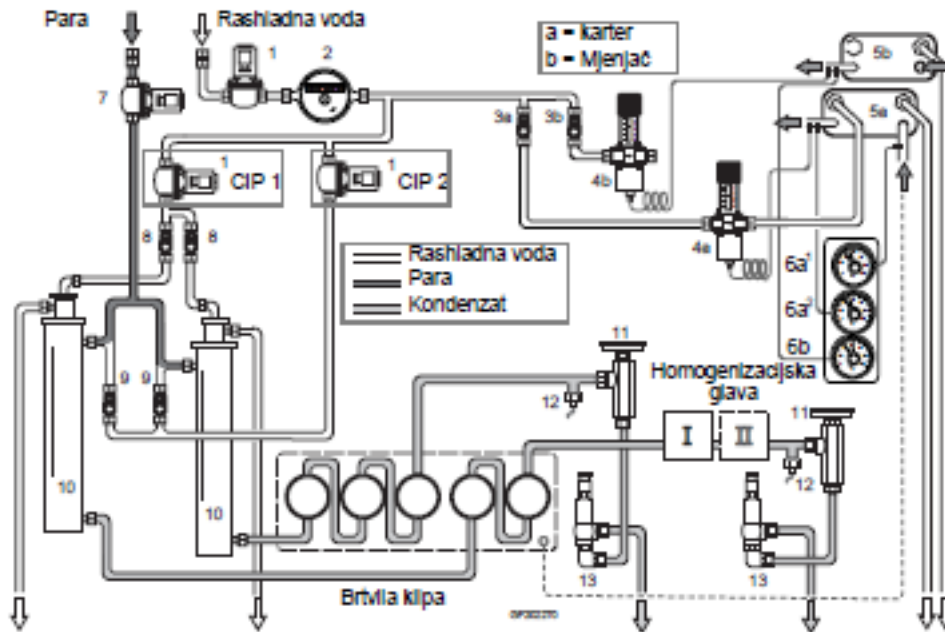 Para
Rashladna voda
a = karter
b = Mjenjač
1
2
5b
7
3a
3b
5a
1
CIP 1
1
CIP 2
4b
8
8
4a
Rashladna voda
Para
Kondenzat
6a¹
6a²
6b
11
Homogenizacijska
glava
9
9
12
11
I
II
12
10
10
13
13
Brtvila klipa